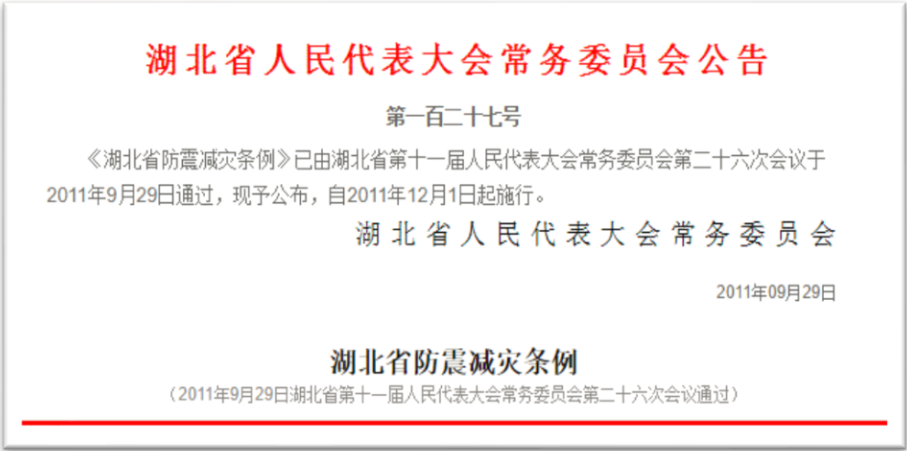 湖北省人民代表大会常务委员会公告
第一百二十七号
《湖北省防震减灾条例》已由湖北省第十一届人民代表大会常务委员会第二十六次会议于
2011年9月29日通过，现予公布，自2011年12月1日起施行。
湖北省人民代表大会常务委员会
2011年09月29日
湖北省防震减灾条例
（2011年9月29日湖北省第十一届人民代表大会常务委员会第二十六次会议通过）